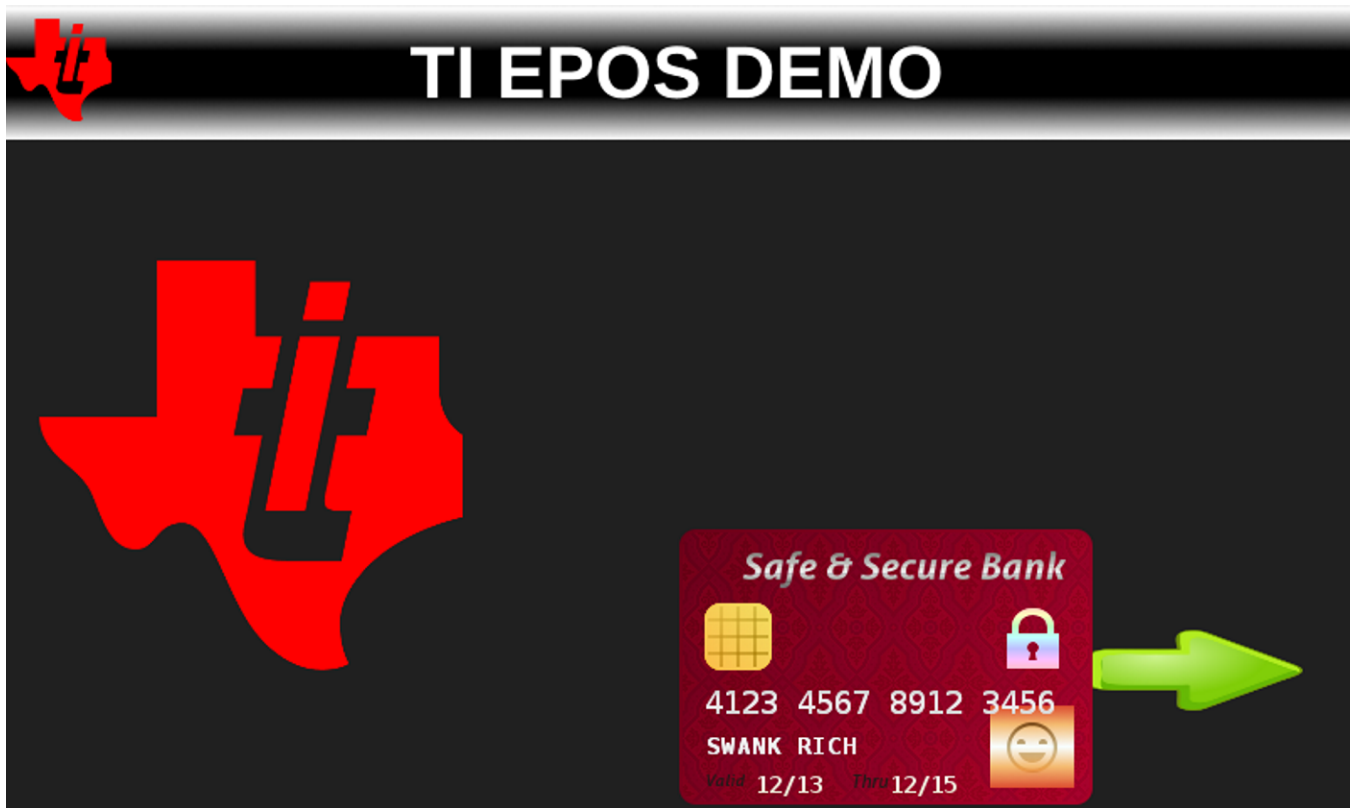 TI EPOS DEMO
Safe & Secure Bank
4123 4567 8912 3456
SWANK RICH
Valid 12/13 Thru 12/15